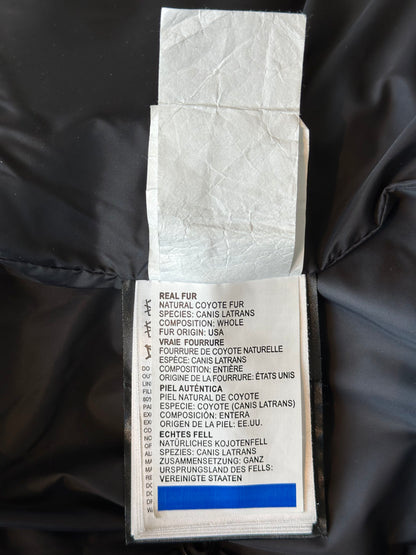 REAL FUR
NATURAL COYOTE FUR
SPECIES: CANIS LATRANS
COMPOSITION: WHOLE
FUR ORIGIN: USA
VRAIE FOURRURE
FOURRURE DE COYOTE NATURELLE
ESPÈCE: CANIS LATRANS
COMPOSITION: ENTIÈRE
ORIGINE DE LA FOURRURE: ÉTATS UNIS
PIEL AUTÉNTICA
PIEL NATURAL DE COYOTE
ESPECIE: COYOTE (CANIS LATRANS)
COMPOSICIÓN: ENTERA
ORIGEN DE LA PIEL: EE.UU.
ECHTES FELL
NATÜRLICHES KOJOTENFELL
SPEZIES: CANIS LATRANS
ZUSAMMENSETZUNG: GANZ
URSPRUNGSLAND DES FELLS:
VEREINIGTE STAATEN